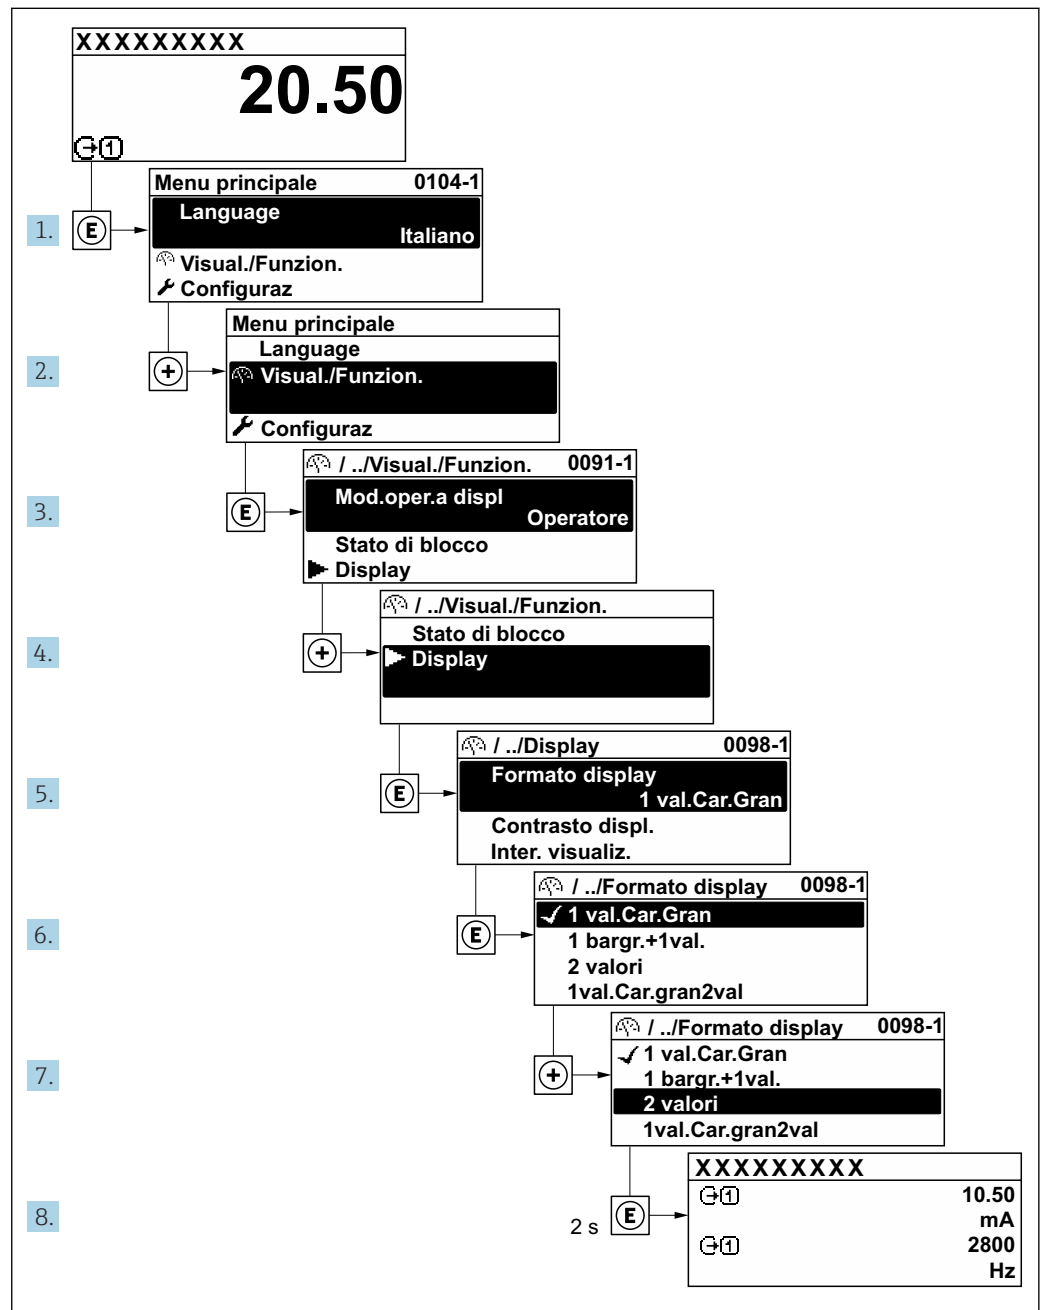 XXXXXXXXX
20.50
1
Menu principale 0104-1
Language
1. E Italiano
Visual./Funzion.
Configuraz
Menu principale
Language
2. + Visual./Funzion.
Configuraz
/ ../Visual./Funzion. 0091-1
Mod.oper.a displ
3. E Operatore
Stato di blocco
Display
/ ../Visual./Funzion.
Stato di blocco
4. + Display
/ ../Display 0098-1
Formato display
5. E 1 val.Car.Gran
Contrasto displ.
Inter. visualiz.
/ ../Formato display 0098-1
1 val.Car.Gran
6. E 1 bargr.+1val.
2 valori
1val.Car.gran2val
/ ../Formato display 0098-1
1 val.Car.Gran
7. + 1 bargr.+1val.
2 valori
1val.Car.gran2val
XXXXXXXXX
1 10.50
8. 2 s E mA
1 2800
Hz